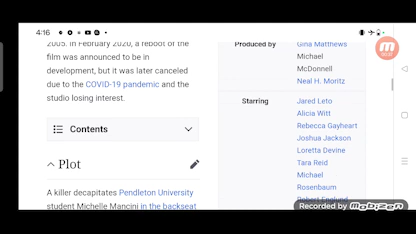 4:16
2005. In February 2020, a reboot of the
film was announced to be in
development, but it was later canceled
due to the COVID-19 pandemic and the
studio losing interest.
Contents
Plot
A killer decapitates Pendleton University
student Michelle Mancini in the backseat
Produced by
Gina Matthews
Michael
McDonnell
Neal H. Moritz
Starring
Jared Leto
Alicia Witt
Rebecca Gayheart
Joshua Jackson
Loretta Devine
Tara Reid
Michael
Rosenbaum
Robert Englund
Recorded by Mobizen